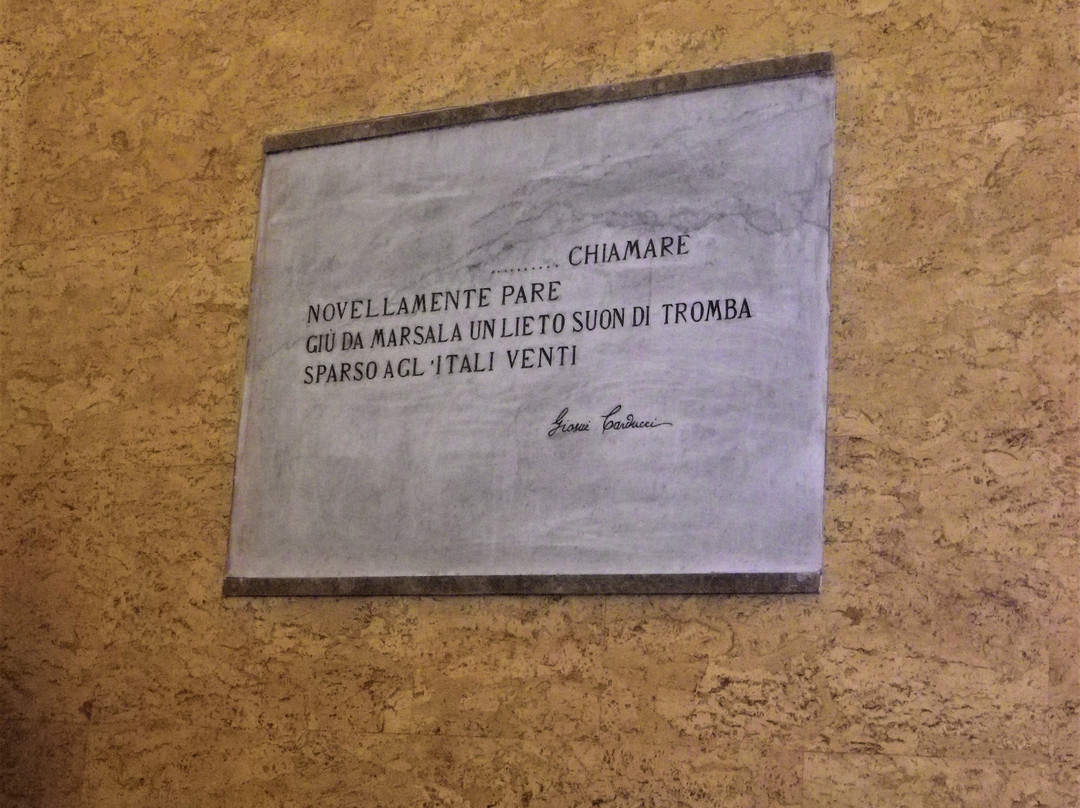 .......... CHIAMARE
NOVELLAMENTE PARE
GIÙ DA MARSALA UN LIETO SUON DI TROMBA
SPARSO AGL'ITALI VENTI
Giosuè Carducci